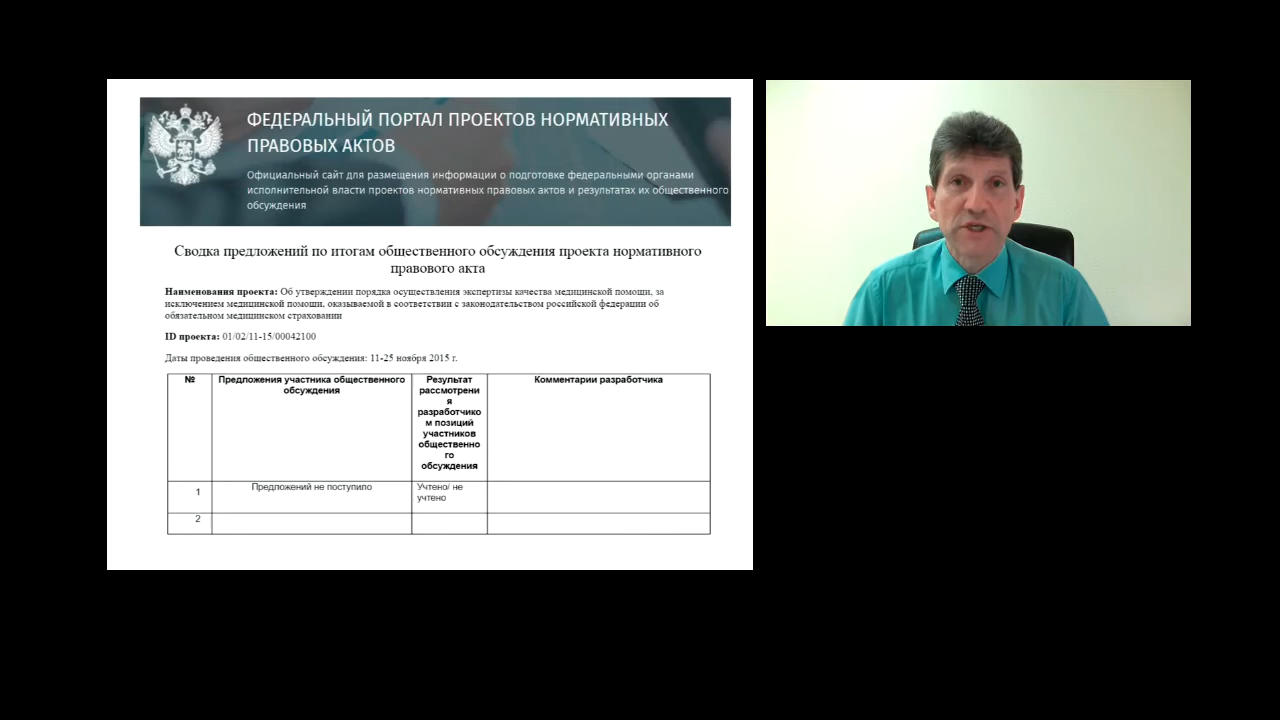 ФЕДЕРАЛЬНЫЙ ПОРТАЛ ПРОЕКТОВ НОРМАТИВНЫХ
ПРАВОВЫХ АКТОВ
Официальный сайт для размещения информации о подготовке федеральными органами
исполнительной власти проектов нормативных правовых актов и результатах их общественного
обсуждения
Сводка предложений по итогам общественного обсуждения проекта нормативного
правового акта
Наименования проекта: Об утверждении порядка осуществления экспертизы качества медицинской помощи, за
исключением медицинской помощи, оказываемой в соответствии с законодательством российской федерации об
обязательном медицинском страховании
ID проекта: 01/02/11-15/00042100
Даты проведения общественного обсуждения: 11-25 ноября 2015 г.
№
Предложения участника общественного
обсуждения
Результат
рассмотрени
я
разработчико
м позиций
участников
общественно
го
обсуждения
Комментарии разработчика
1
Предложений не поступило
Учтено/ не
учтено
2